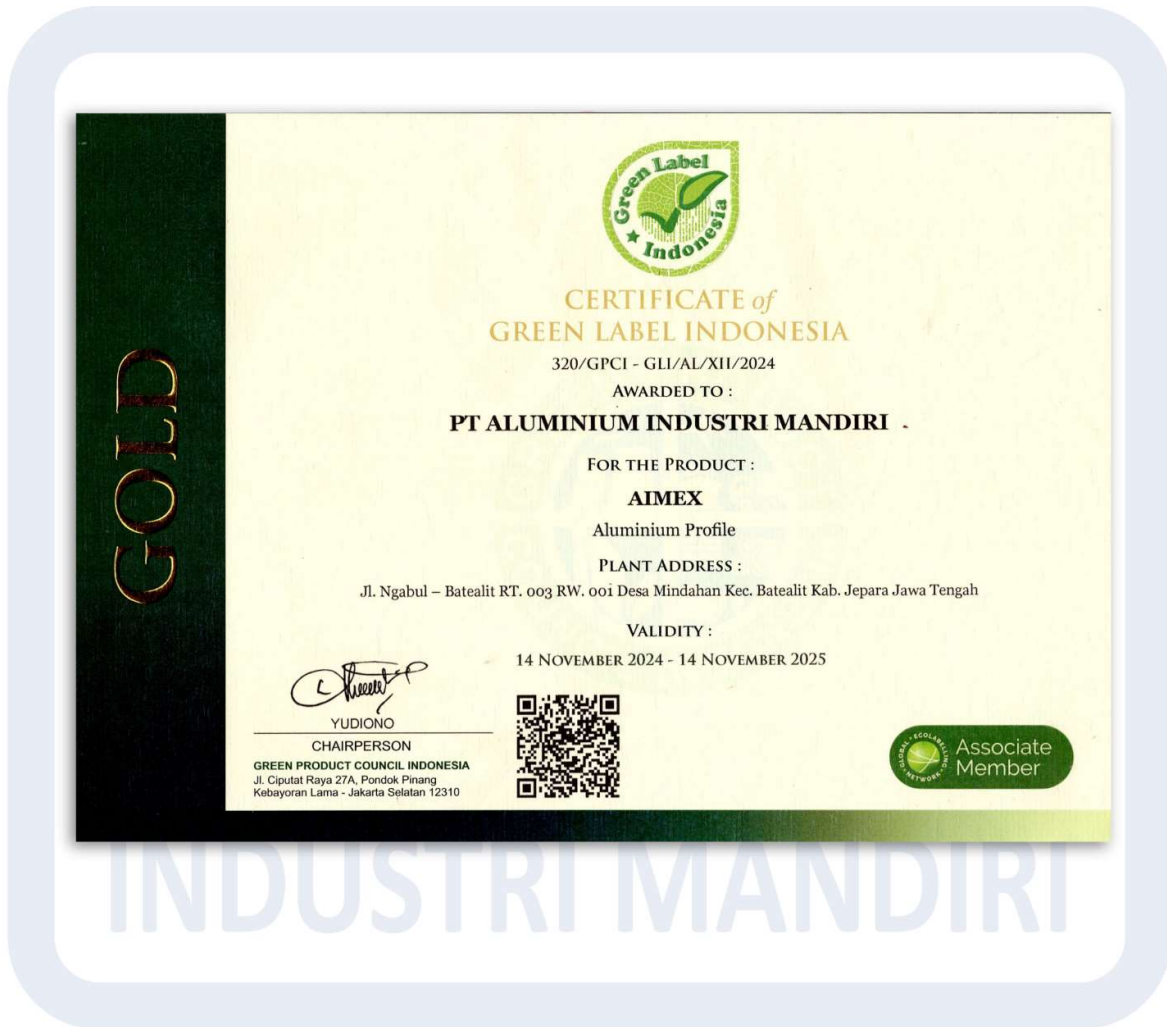 Green Label
Indonesia
CERTIFICATE of
GREEN LABEL INDONESIA
320/GPCI - GLI/AL/XII/2024
AWARDED TO :
PT ALUMINIUM INDUSTRI MANDIRI
FOR THE PRODUCT :
AIMEX
Aluminium Profile
PLANT ADDRESS :
Jl. Ngabul – Batealit RT. 003 RW. 001 Desa Mindahan Kec. Batealit Kab. Jepara Jawa Tengah
VALIDITY :
14 NOVEMBER 2024 - 14 NOVEMBER 2025
GOLD
YUDIONO
CHAIRPERSON
GREEN PRODUCT COUNCIL INDONESIA
Jl. Ciputat Raya 27A, Pondok Pinang
Kebayoran Lama - Jakarta Selatan 12310
GLOBAL • ECOLABELLING • NETWORK
Associate
Member
INDUSTRI MANDIRI